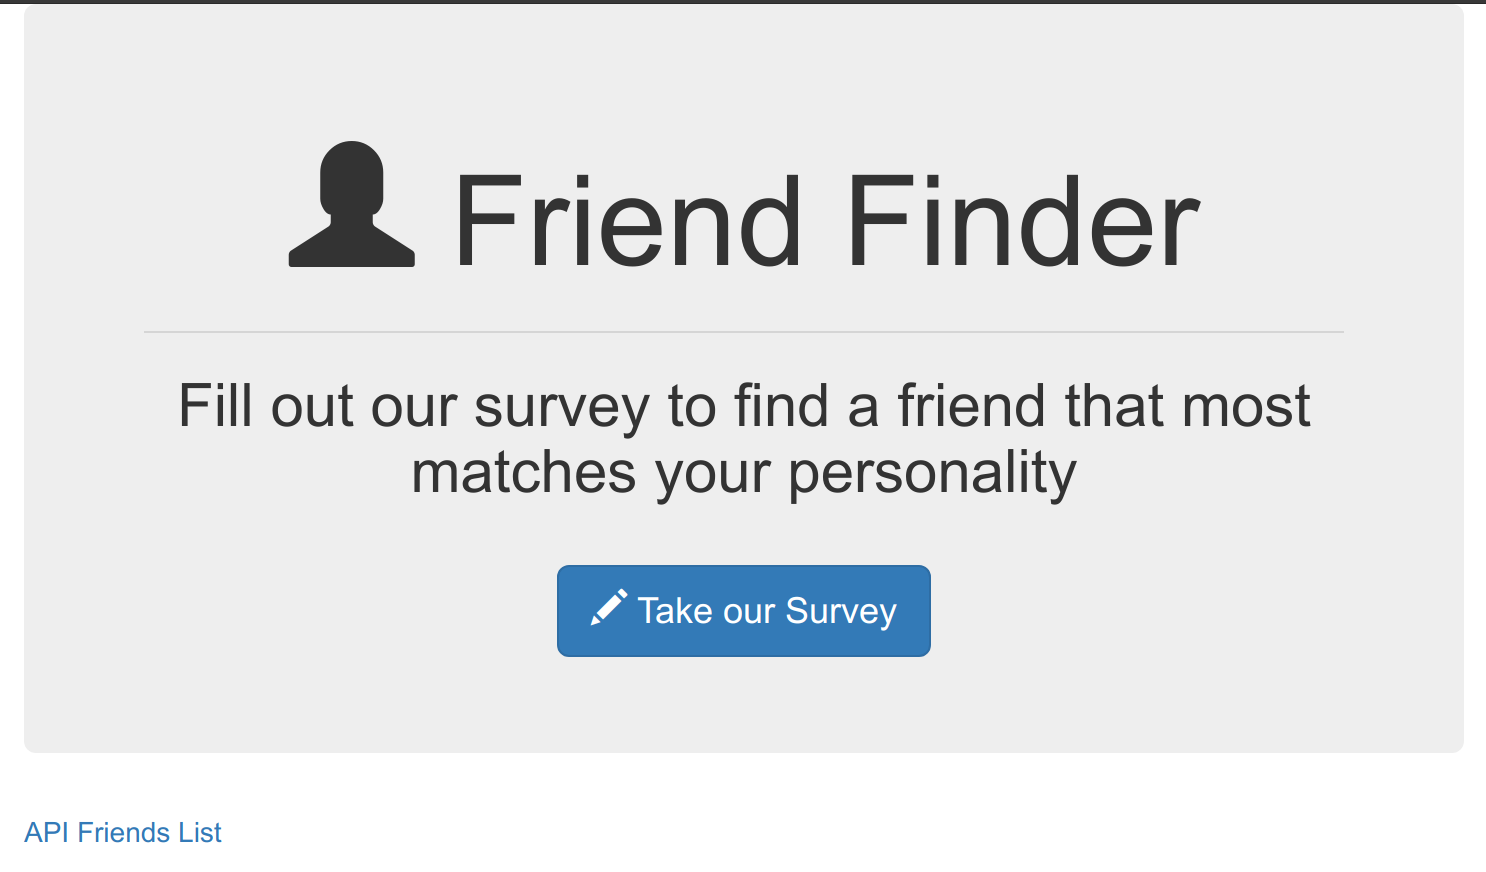 Friend Finder
Fill out our survey to find a friend that most
matches your personality
Take our Survey
API Friends List